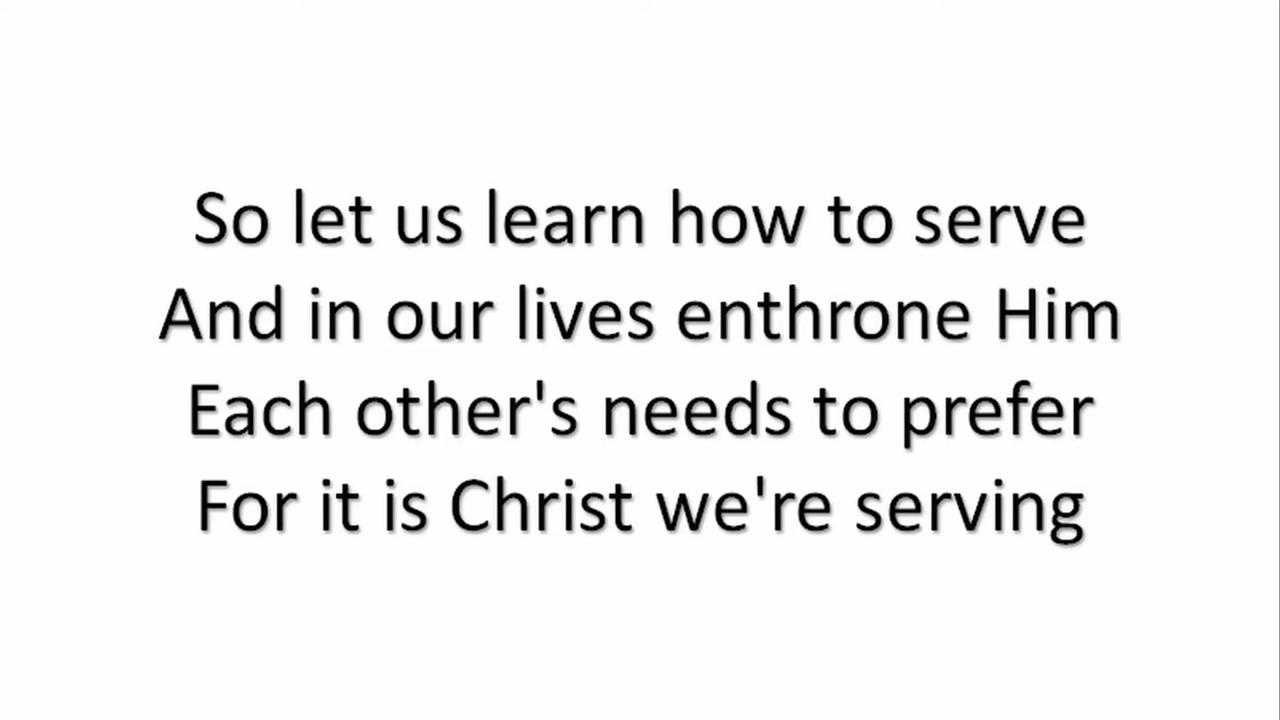 So let us learn how to serve
And in our lives enthrone Him
Each other's needs to prefer
For it is Christ we're serving